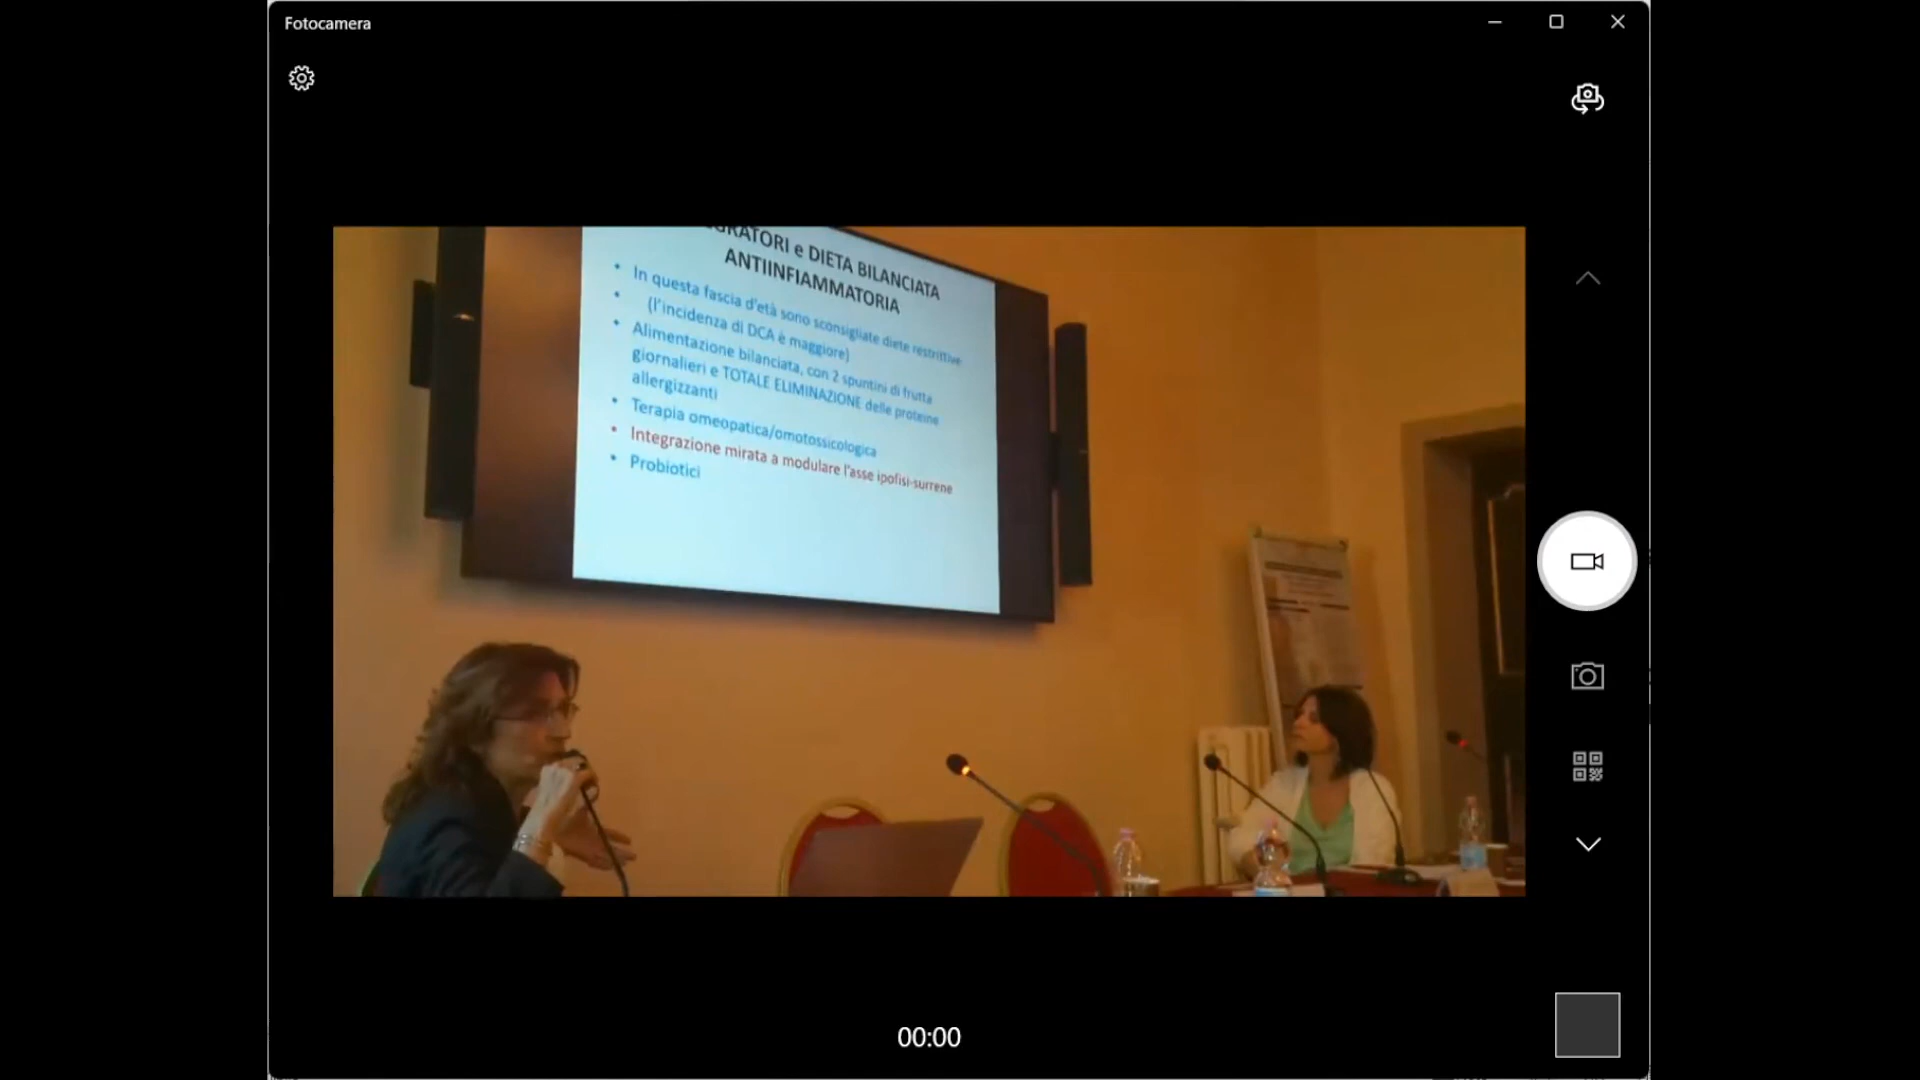 Fotocamera
GRATORI e DIETA BILANCIATA
ANTIINFIAMMATORIA
• In questa fascia d'età sono sconsigliate diete restrittive
• (l'incidenza di DCA è maggiore)
• Alimentazione bilanciata, con 2 spuntini di frutta
giornalieri e TOTALE ELIMINAZIONE delle proteine
allergizzanti
• Terapia omeopatica/omotossicologica
• Integrazione mirata a modulare l'asse ipofisi-surrene
• Probiotici
00:00